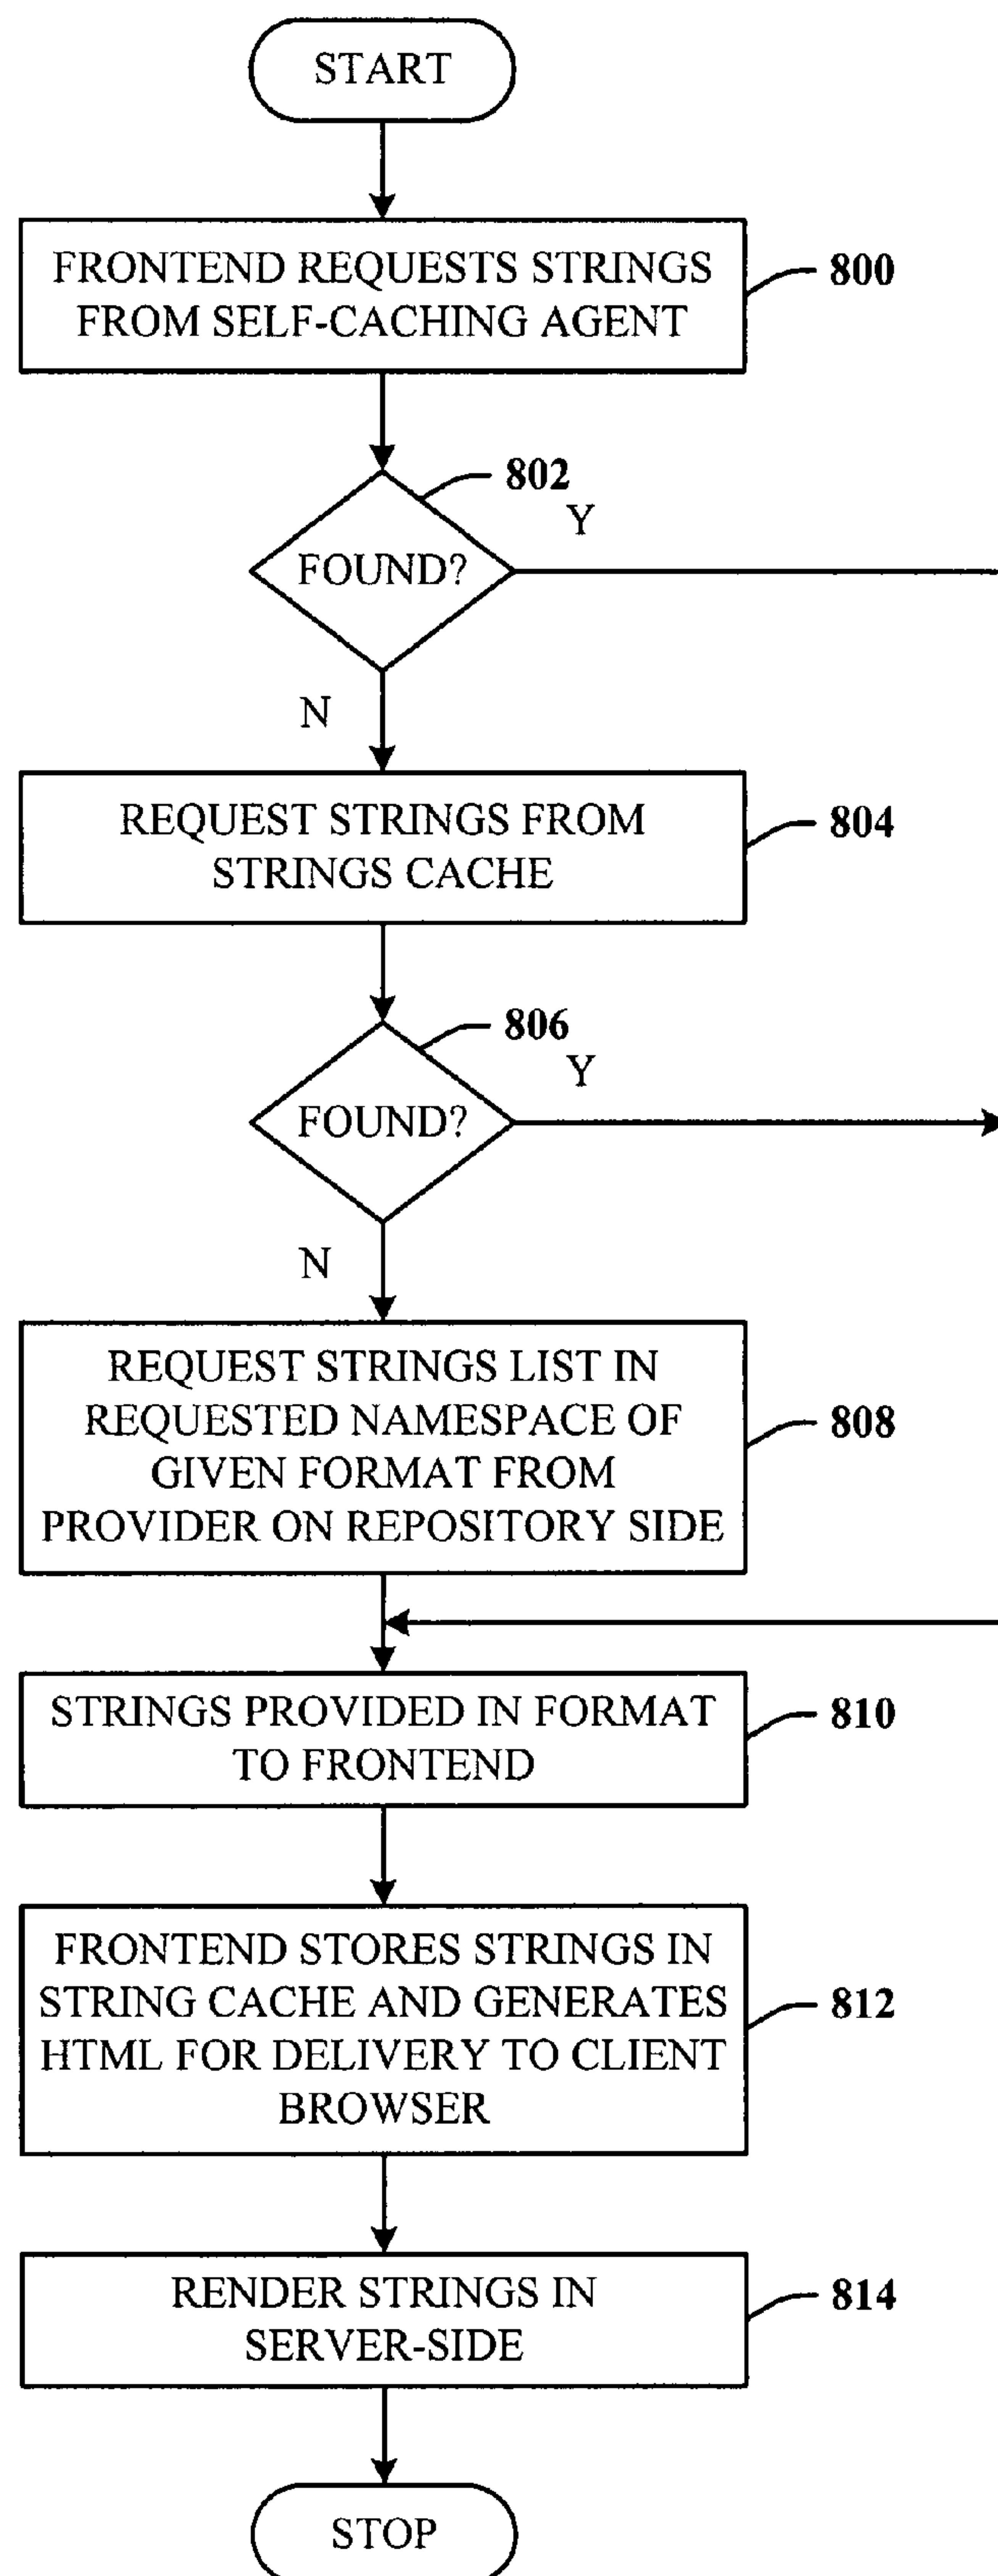 START
FRONTEND REQUESTS STRINGS
FROM SELF-CACHING AGENT
800
802
Y
FOUND?
N
REQUEST STRINGS FROM
STRINGS CACHE
804
806
Y
FOUND?
N
REQUEST STRINGS LIST IN
REQUESTED NAMESPACE OF
GIVEN FORMAT FROM
PROVIDER ON REPOSITORY SIDE
808
STRINGS PROVIDED IN FORMAT
TO FRONTEND
810
FRONTEND STORES STRINGS IN
STRING CACHE AND GENERATES
HTML FOR DELIVERY TO CLIENT
BROWSER
812
RENDER STRINGS IN
SERVER-SIDE
814
STOP